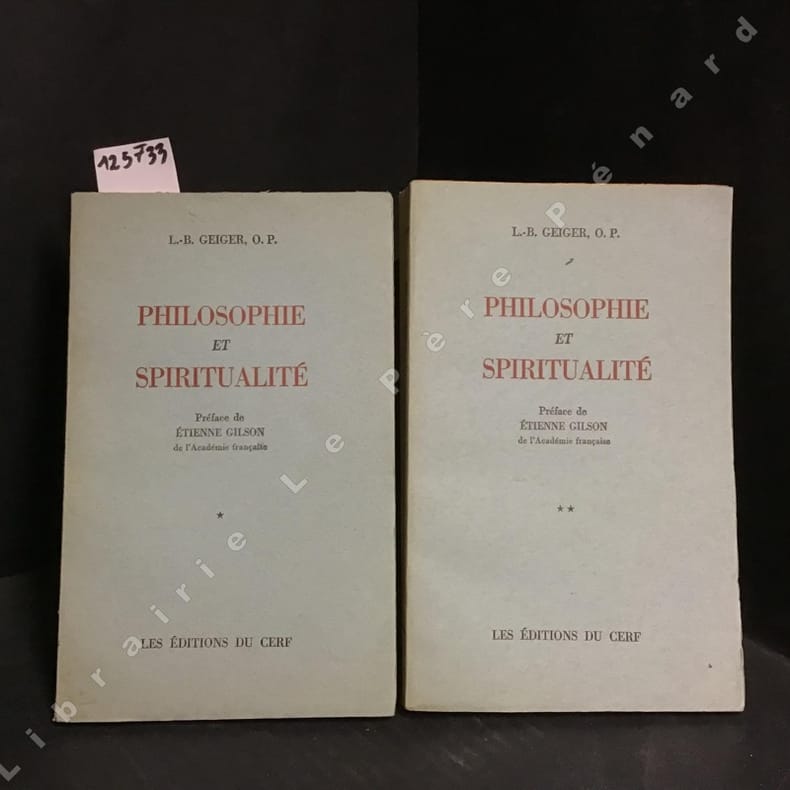 125733
L.-B. GEIGER, O. P.
PHILOSOPHIE
ET
SPIRITUALITÉ
Préface de
ÉTIENNE GILSON
de l'Académie française
★
LES ÉDITIONS DU CERF
L.-B. GEIGER, O. P.
PHILOSOPHIE
ET
SPIRITUALITÉ
Préface de
ÉTIENNE GILSON
de l'Académie française
★★
LES ÉDITIONS DU CERF
Librairie Le Père Pénard